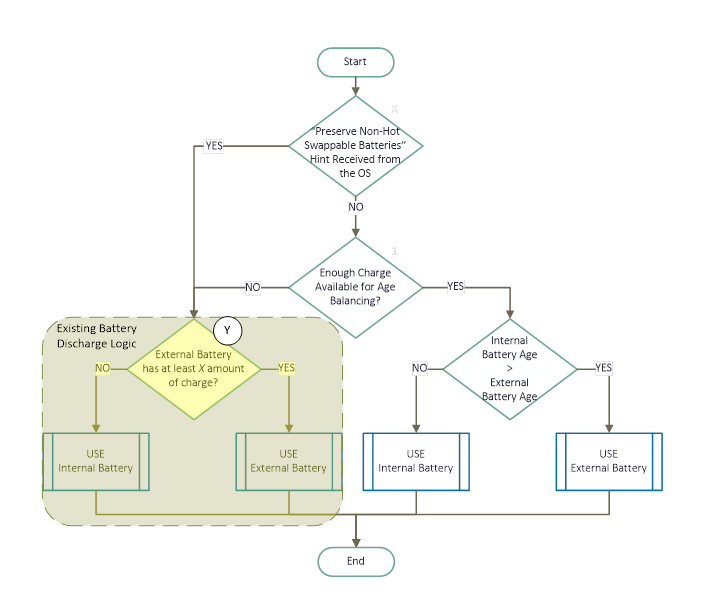 Start
X
“Preserve Non-Hot
Swappable Batteries”
Hint Received from
the OS
YES
NO
1
Enough Charge
Available for Age
Balancing?
NO
YES
Existing Battery
Discharge Logic
Y
External Battery
has at least X amount
of charge?
NO
YES
Internal
Battery Age
>
External
Battery Age
NO
YES
USE
Internal Battery
USE
External Battery
USE
Internal Battery
USE
External Battery
End